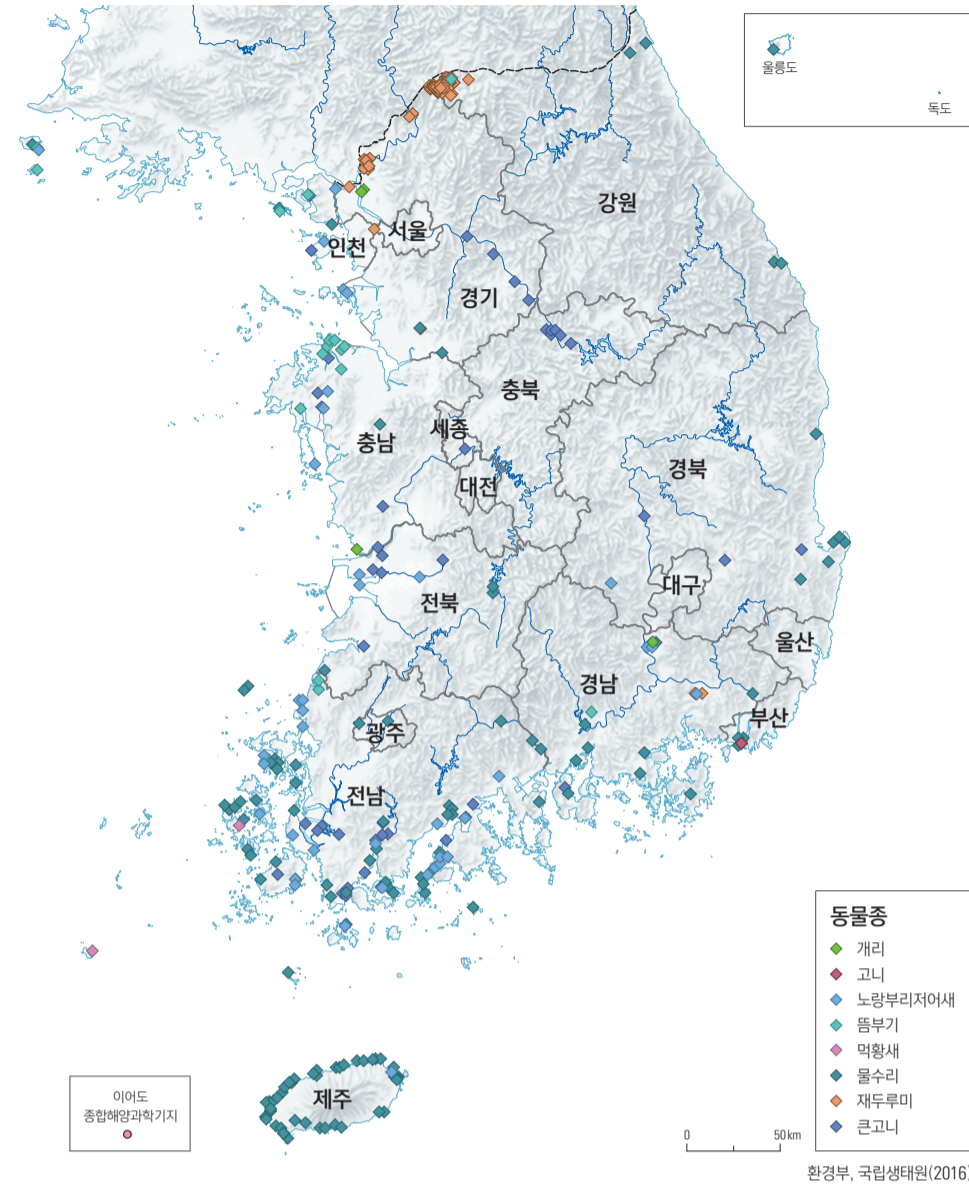 울릉도
독도
강원
서울
인천
경기
충북
세종
충남
경북
대전
대구
전북
울산
경남
부산
광주
전남
동물종
개리
고니
노랑부리저어새
뜸부기
먹황새
물수리
재두루미
큰고니
이어도
종합해양과학기지
제주
0 50km
환경부, 국립생태원(2016)